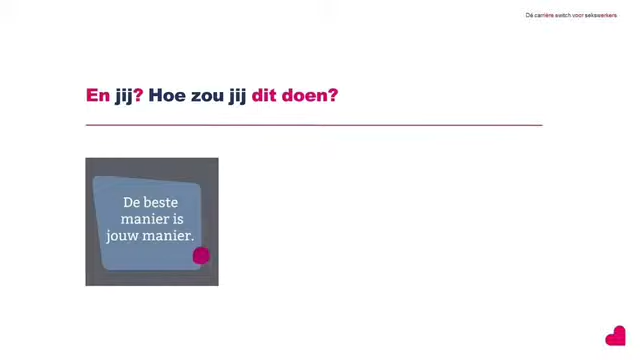 Dé carrière switch voor sekswerkers
En jij? Hoe zou jij dit doen?
De beste
manier is
jouw manier.